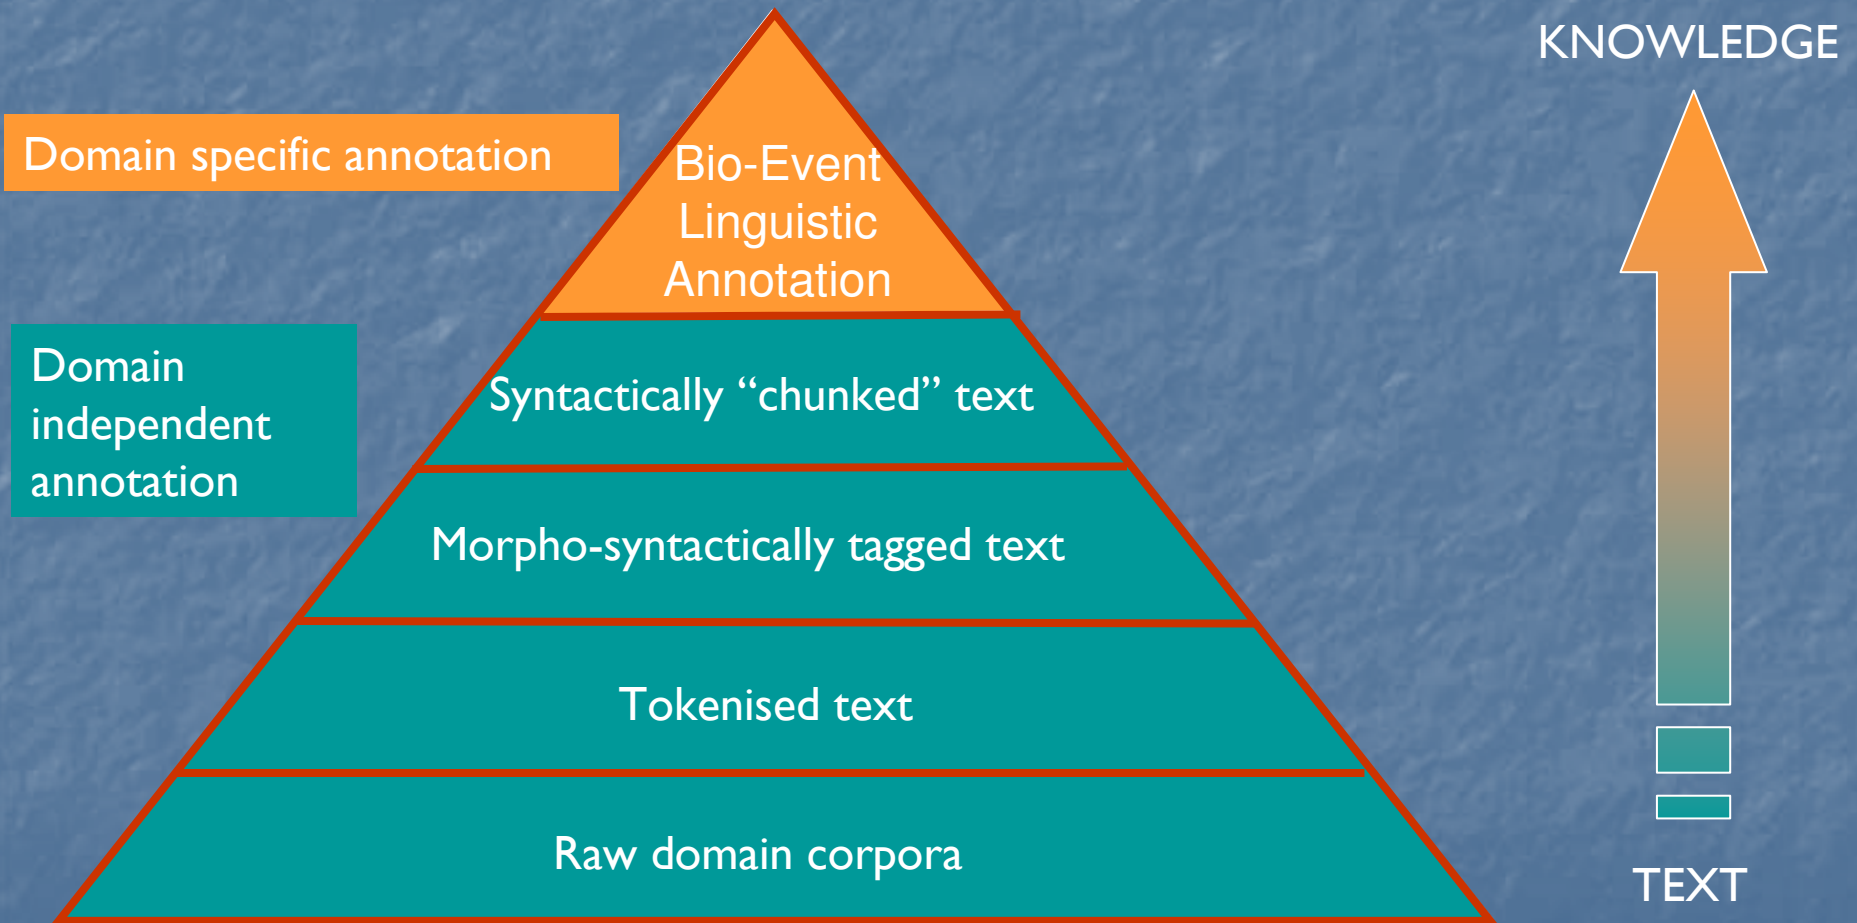 KNOWLEDGE
Domain specific annotation
Bio-Event
Linguistic
Annotation
Domain
independent
annotation
Syntactically “chunked” text
Morpho-syntactically tagged text
Tokenised text
Raw domain corpora
TEXT